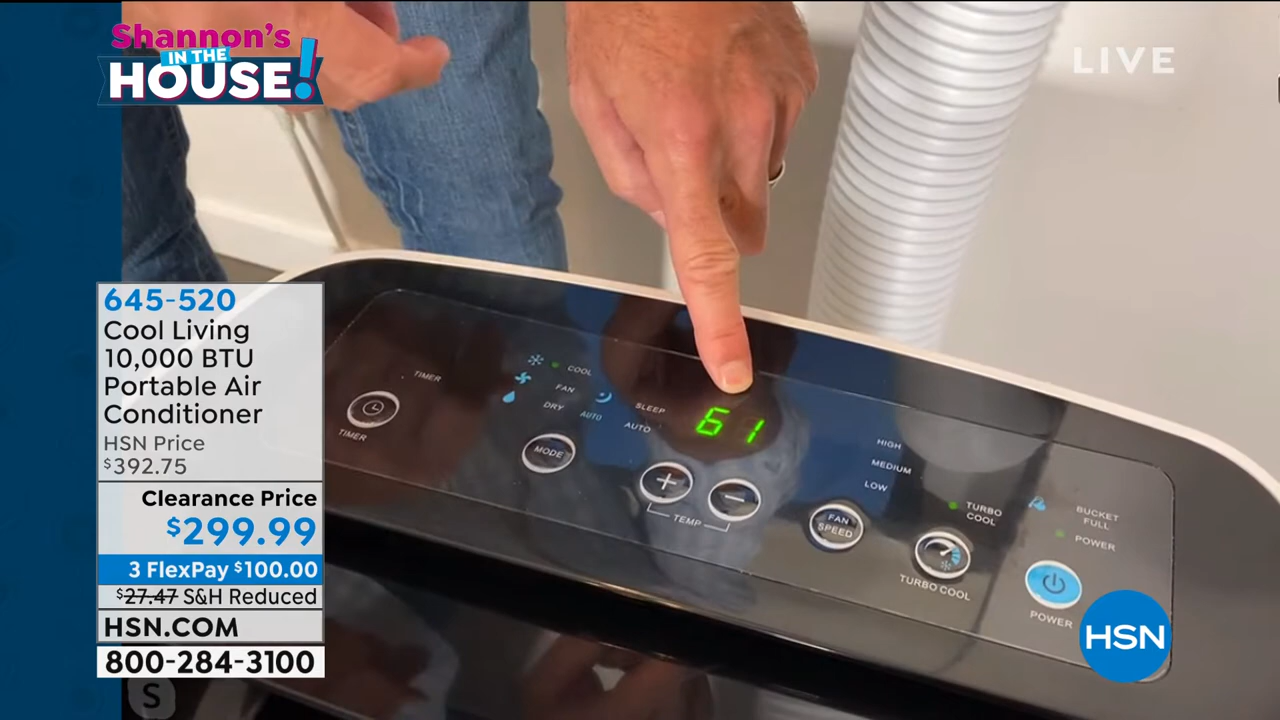 Shannon's
IN THE
HOUSE!
LIVE
645-520
Cool Living
10,000 BTU
Portable Air
Conditioner
HSN Price
$392.75
Clearance Price
$299.99
3 FlexPay $100.00
$27.47 S&H Reduced
HSN.COM
800-284-3100
S
TIMER
TIMER
COOL
FAN
DRY
AUTO
SLEEP
AUTO
MODE
61
+
-
TEMP
HIGH
MEDIUM
LOW
FAN
SPEED
TURBO
COOL
TURBO COOL
BUCKET
FULL
POWER
POWER
HSN